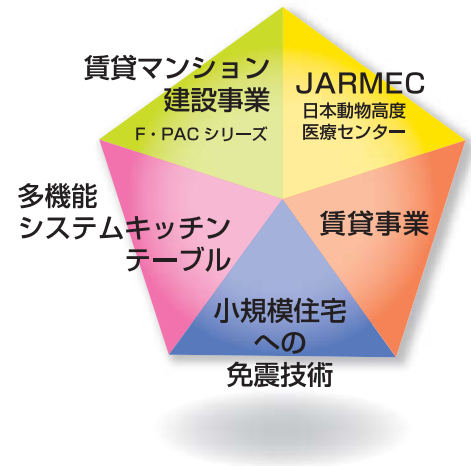 賃貸マンション
建設事業
F・PACシリーズ
JARMEC
日本動物高度
医療センター
多機能
システムキッチン
テーブル
賃貸事業
小規模住宅
への
免震技術